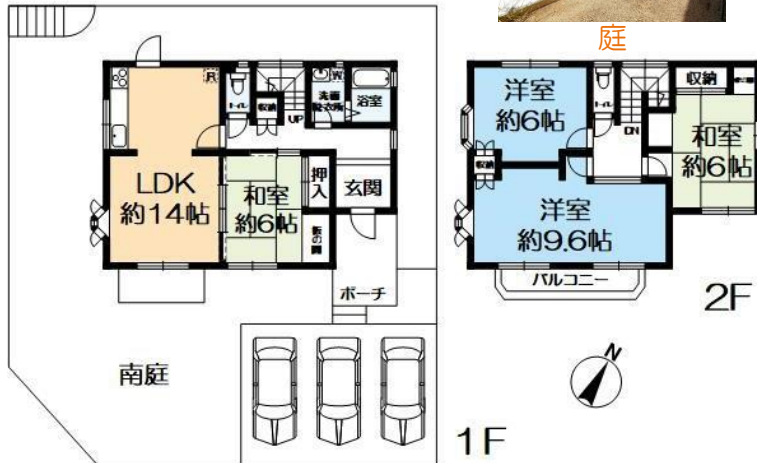 庭
R
トイレ
収納
UP
洗面
脱衣所
W
浴室
LDK
約14帖
和室
約6帖
押入
板の間
玄関
ポーチ
南庭
1F
洋室
約6帖
トイレ
DN
収納
和室
約6帖
収納
洋室
約9.6帖
バルコニー
2F
N